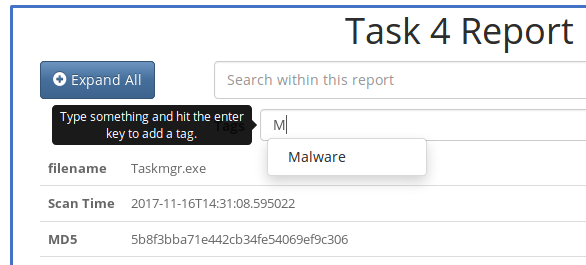 Task 4 Report
Expand All
Search within this report
Type something and hit the enter
key to add a tag.
Tags
M
Malware
filename Taskmgr.exe
Scan Time 2017-11-16T14:31:08.595022
MD5 5b8f3bba71e442cb34fe54069ef9c306